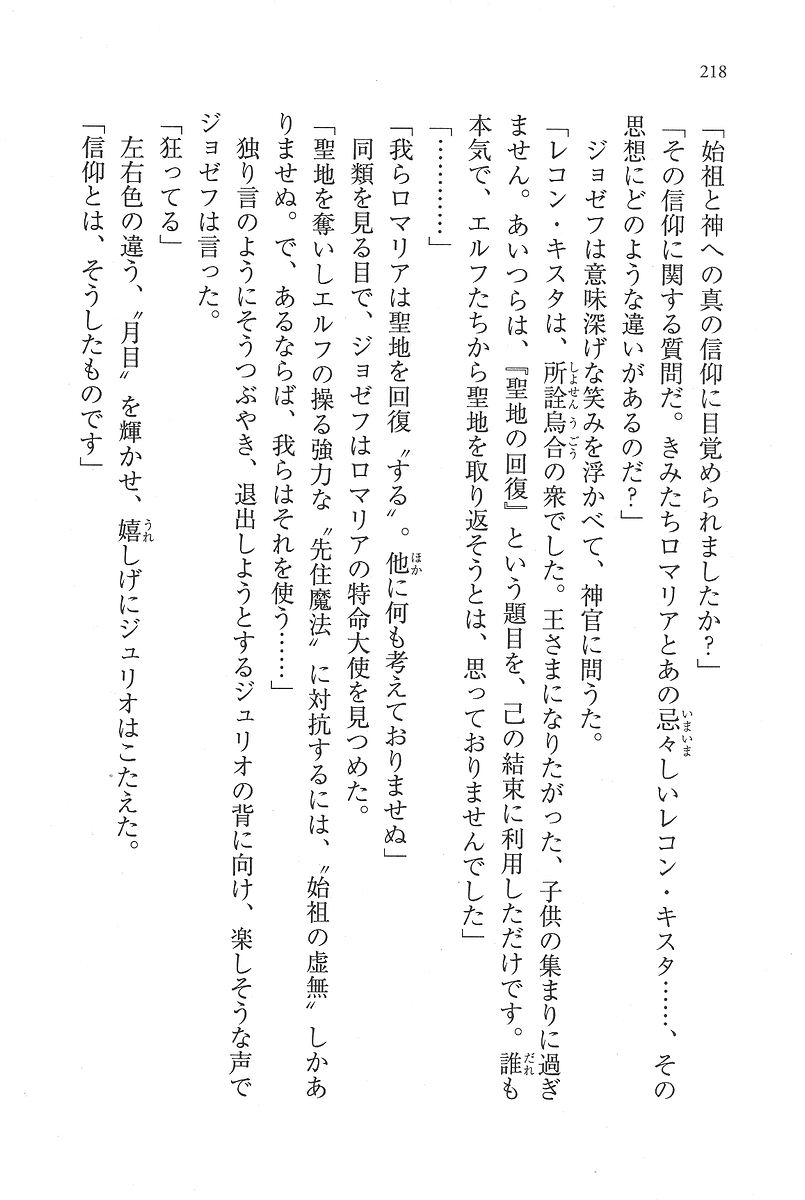 218
「始祖と神への真の信仰に目覚められましたか？」
「その信仰に関する質問だ。きみたちロマリアとあの忌々しいレコン・キスタ……、その
思想にどのような違いがあるのだ？」
ジョゼフは意味深げな笑みを浮かべて、神官に問うた。
「レコン・キスタは、所詮烏合の衆でした。王さまになりたがった、子供の集まりに過ぎ
ません。あいつらは、『聖地の回復』という題目を、己の結束に利用しただけです。誰も
本気で、エルフたちから聖地を取り返そうとは、思っておりませんでした」
「…………」
「我らロマリアは聖地を回復〝する〟。他に何も考えておりませぬ」
同類を見る目で、ジョゼフはロマリアの特命大使を見つめた。
「聖地を奪いしエルフの操る強力な〝先住魔法〟に対抗するには、〝始祖の虚無〟しかあ
りませぬ。で、あるならば、我らはそれを使う……」
独り言のようにそうつぶやき、退出しようとするジュリオの背に向け、楽しそうな声で
ジョゼフは言った。
「狂ってる」
左右色の違う、〝月目〟を輝かせ、嬉しげにジュリオはこたえた。
「信仰とは、そうしたものです」